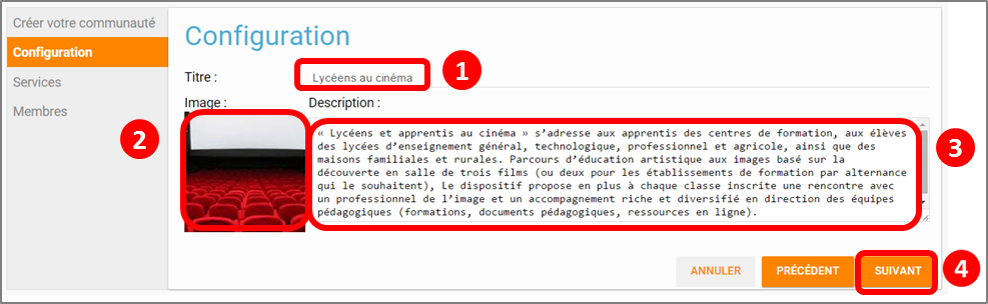 Créer votre communauté
Configuration
Services
Membres
Configuration
Titre :
Lycéens au cinéma
1
Image :
Description :
2
« Lycéens et apprentis au cinéma » s’adresse aux apprentis des centres de formation, aux élèves
des lycées d’enseignement général, technologique, professionnel et agricole, ainsi que des
maisons familiales et rurales. Parcours d’éducation artistique aux images basé sur la
découverte en salle de trois films (ou deux pour les établissements de formation par alternance
qui le souhaitent), Le dispositif propose en plus à chaque classe inscrite une rencontre avec
un professionnel de l’image et un accompagnement riche et diversifié en direction des équipes
pédagogiques (formations, documents pédagogiques, ressources en ligne).
3
ANNULER
PRÉCÉDENT
SUIVANT
4